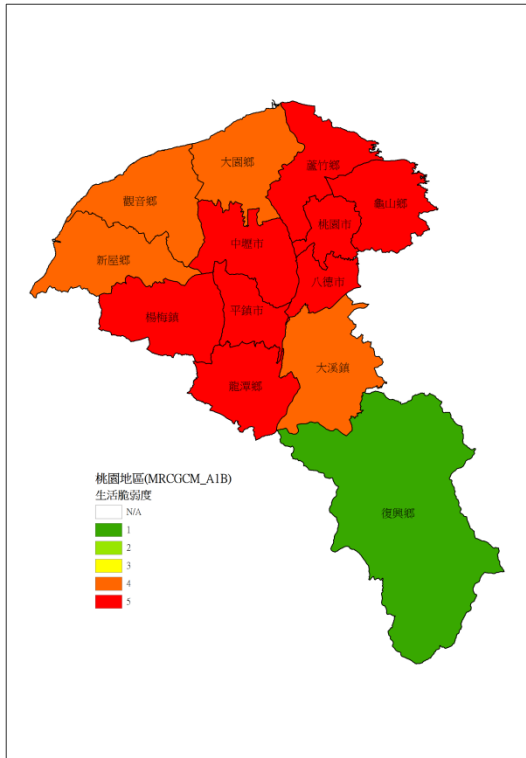 大園鄉
蘆竹鄉
觀音鄉
龜山鄉
桃園市
中壢市
新屋鄉
八德市
楊梅鎮
平鎮市
大溪鎮
龍潭鄉
桃園地區(MRCGCM_A1B)
生活脆弱度
N/A
1
2
3
4
5
復興鄉